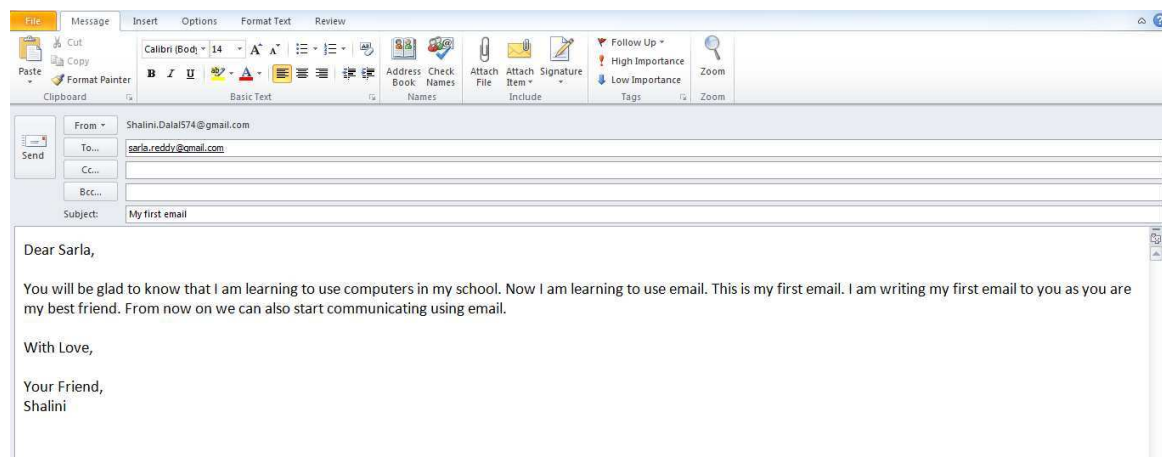 File Message Insert Options Format Text Review
Cut
Copy
Format Painter
Paste
Clipboard
Calibri (Body 14
B I U
Basic Text
Address Book
Check Names
Names
Attach File
Attach Item
Signature
Include
Follow Up
High Importance
Low Importance
Tags
Zoom
Zoom
Send
From Shalini.Dalal574@gmail.com
To... sarla.reddy@gmail.com
Cc...
Bcc...
Subject: My first email
Dear Sarla,
You will be glad to know that I am learning to use computers in my school. Now I am learning to use email. This is my first email. I am writing my first email to you as you are
my best friend. From now on we can also start communicating using email.
With Love,
Your Friend,
Shalini